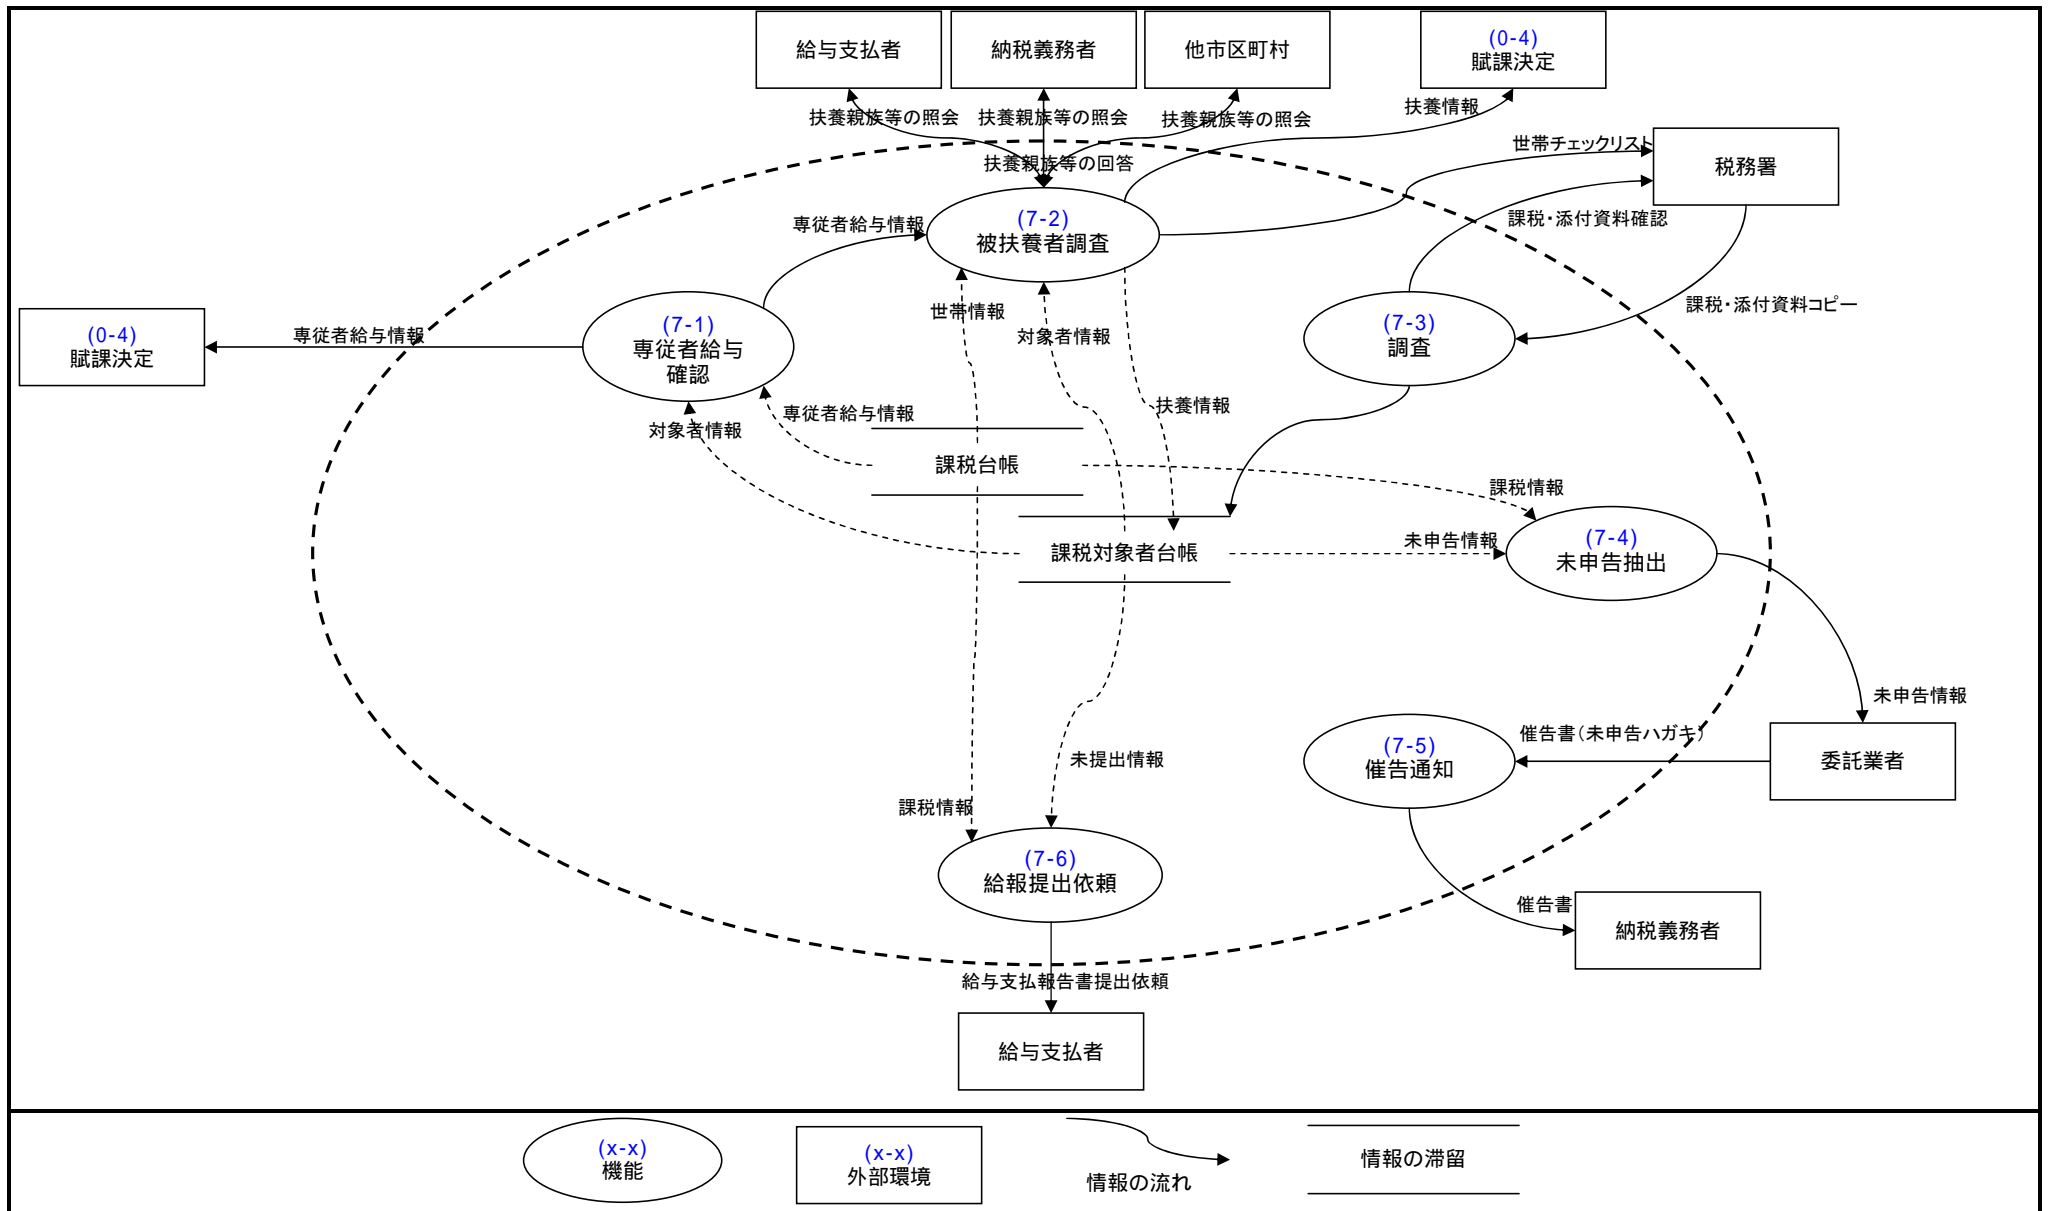 給与支払者
納税義務者
他市区町村
(0-4)
賦課決定
扶養親族等の照会
扶養親族等の照会
扶養親族等の照会
扶養情報
世帯チェックリスト
税務署
扶養親族等の回答
専従者給与情報
(7-2)
被扶養者調査
課税・添付資料確認
課税・添付資料コピー
世帯情報
対象者情報
(0-4)
賦課決定
専従者給与情報
(7-1)
専従者給与
確認
(7-3)
調査
専従者給与情報
対象者情報
扶養情報
課税台帳
課税情報
課税対象者台帳
未申告情報
(7-4)
未申告抽出
未申告情報
催告書（未申告ハガキ）
(7-5)
催告通知
委託業者
未提出情報
課税情報
(7-6)
給報提出依頼
催告書
納税義務者
給与支払報告書提出依頼
給与支払者
(x-x)
機能
(x-x)
外部環境
情報の流れ
情報の滞留